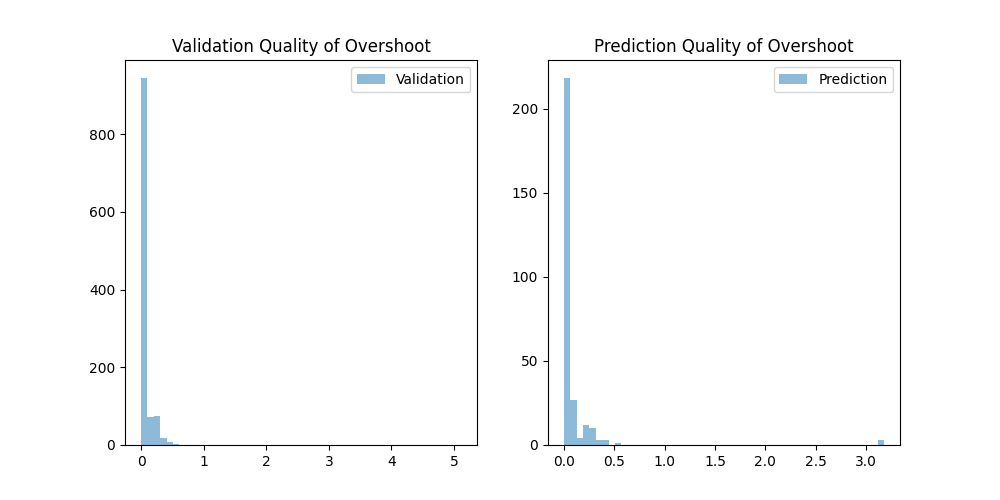 Validation Quality of Overshoot
Validation
800
600
400
200
0
0 1 2 3 4 5
Prediction Quality of Overshoot
Prediction
200
150
100
50
0
0.0 0.5 1.0 1.5 2.0 2.5 3.0